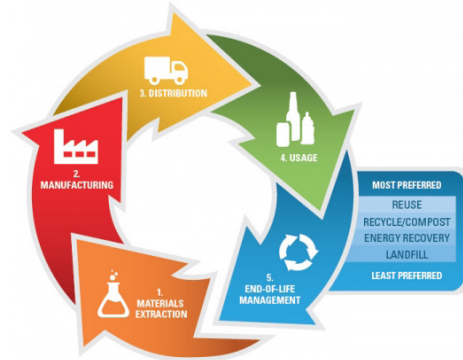 3. DISTRIBUTION
4. USAGE
2.
MANUFACTURING
MOST PREFERRED
REUSE
RECYCLE/COMPOST
ENERGY RECOVERY
LANDFILL
LEAST PREFERRED
5.
END-OF-LIFE
MANAGEMENT
1.
MATERIALS
EXTRACTION